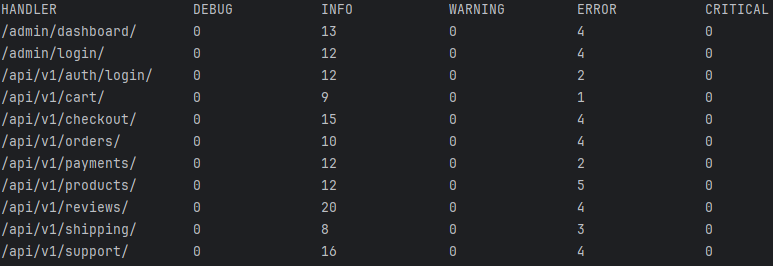 HANDLER DEBUG INFO WARNING ERROR CRITICAL
/admin/dashboard/ 0 13 0 4 0
/admin/login/ 0 12 0 4 0
/api/v1/auth/login/ 0 12 0 2 0
/api/v1/cart/ 0 9 0 1 0
/api/v1/checkout/ 0 15 0 4 0
/api/v1/orders/ 0 10 0 4 0
/api/v1/payments/ 0 12 0 2 0
/api/v1/products/ 0 12 0 5 0
/api/v1/reviews/ 0 20 0 4 0
/api/v1/shipping/ 0 8 0 3 0
/api/v1/support/ 0 16 0 4 0